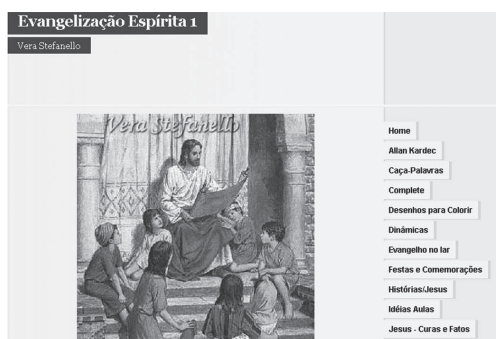 Evangelização Espírita 1
Vera Stefanello
Vera Stefanello
Home
Allan Kardec
Caça-Palavras
Complete
Desenhos para Colorir
Dinámicas
Evangelho no lar
Festas e Comemorações
Histórias/Jesus
Idéias Aulas
Jesus - Curas e Fatos